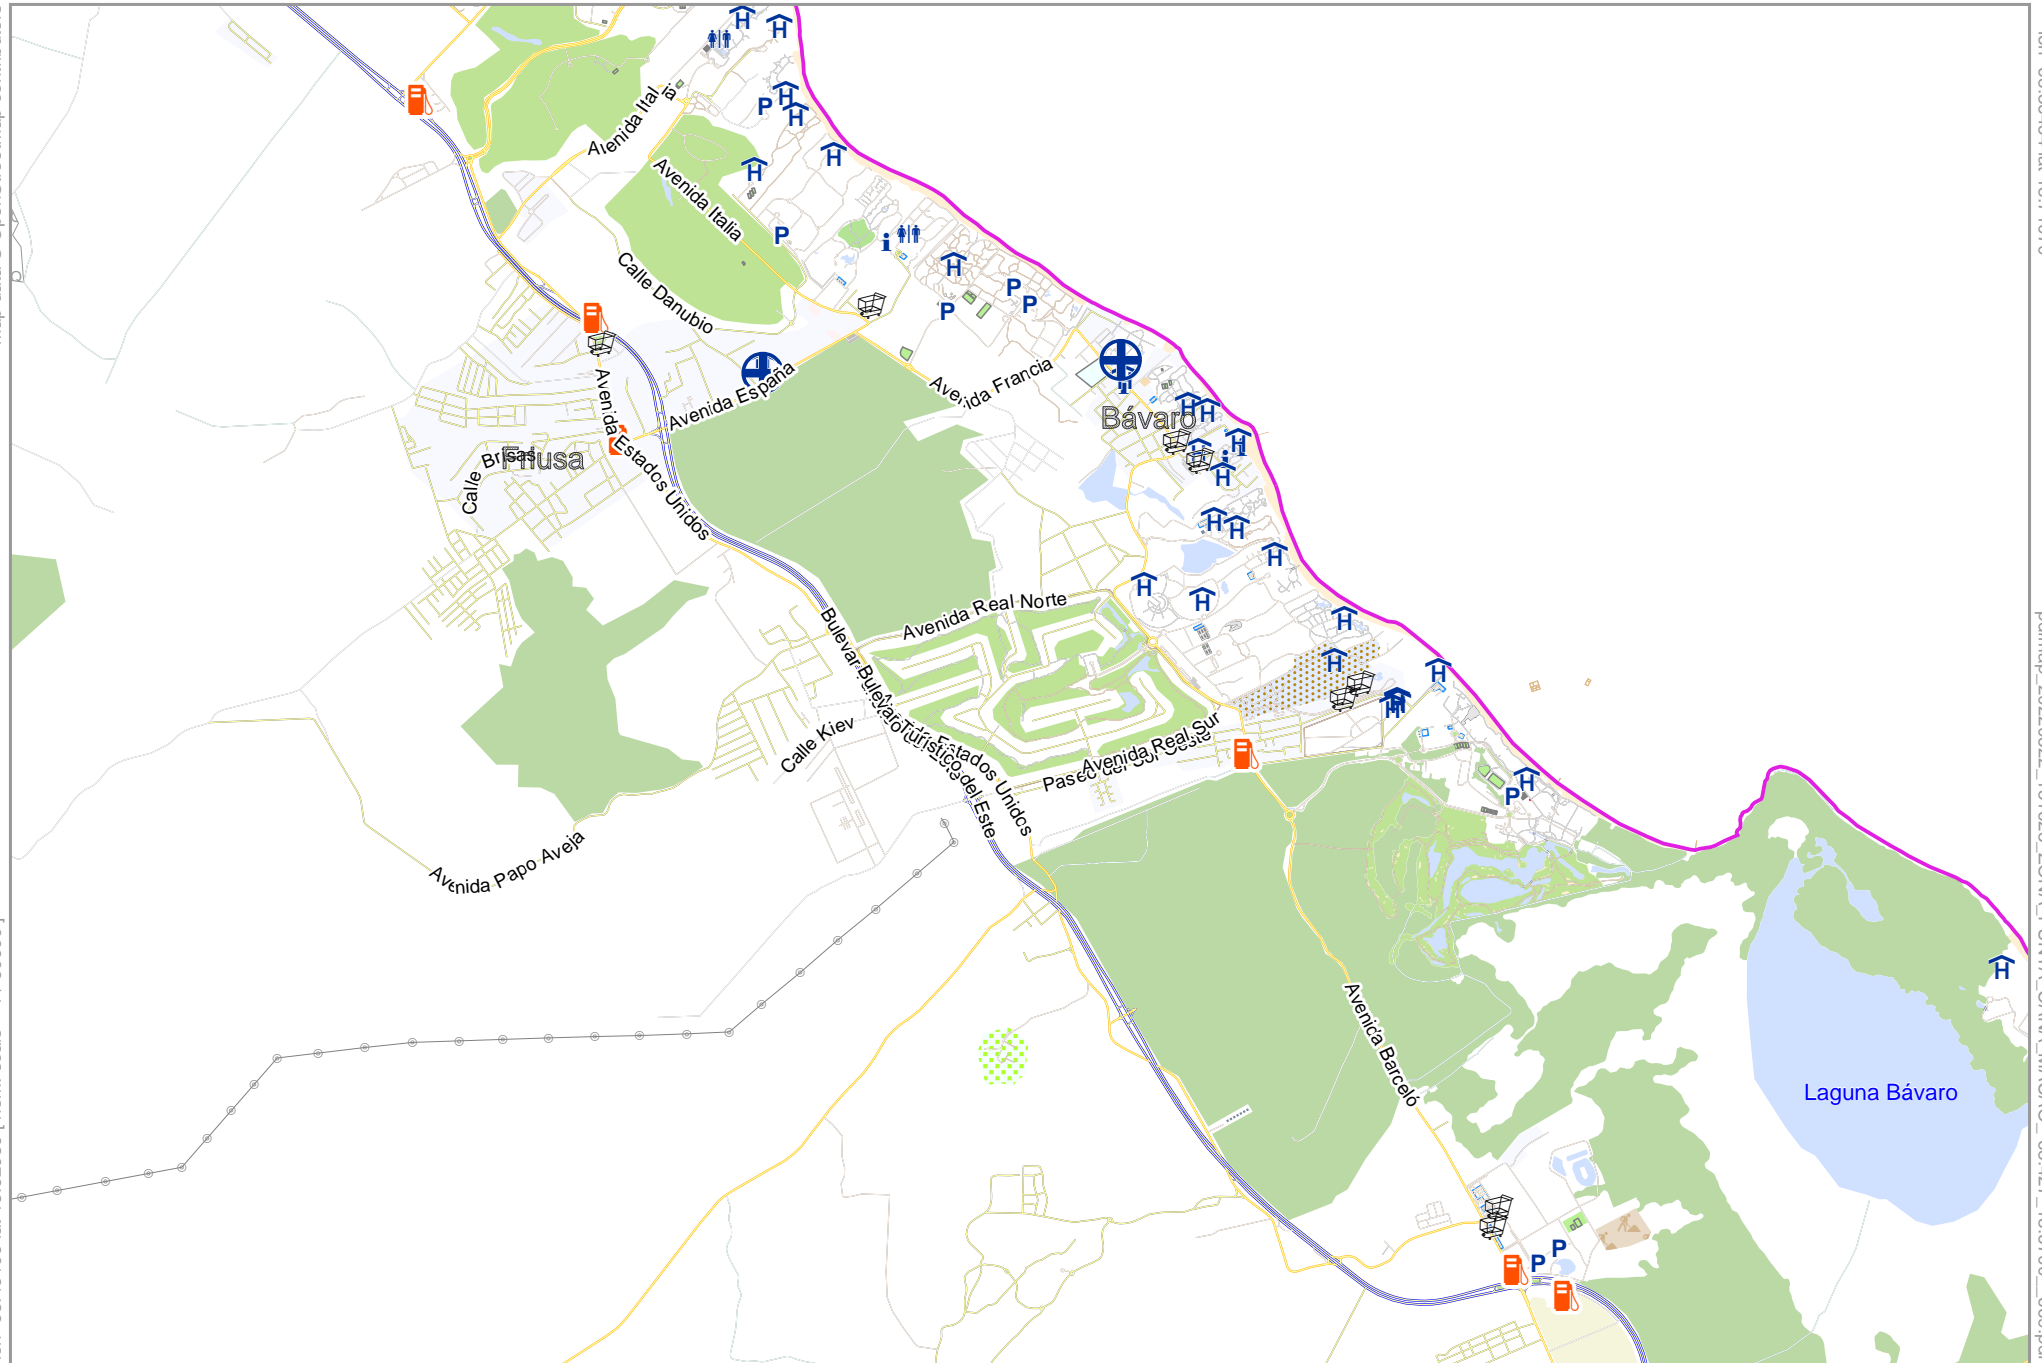 Avenida Italia
Avenida Italia
Calle Danubio
Avenida España
Avenida Francia
Bávaro
Friusa
Calle Brisas
Avenida Estados Unidos
Avenida Real Norte
Bulevar
Bulevar Turístico del Este
Estados Unidos
Calle Kiev
Avenida Real Sur
Paseo del Sol Oeste
Avenida Papo Aveja
Avenida Barceló
Laguna Bávaro